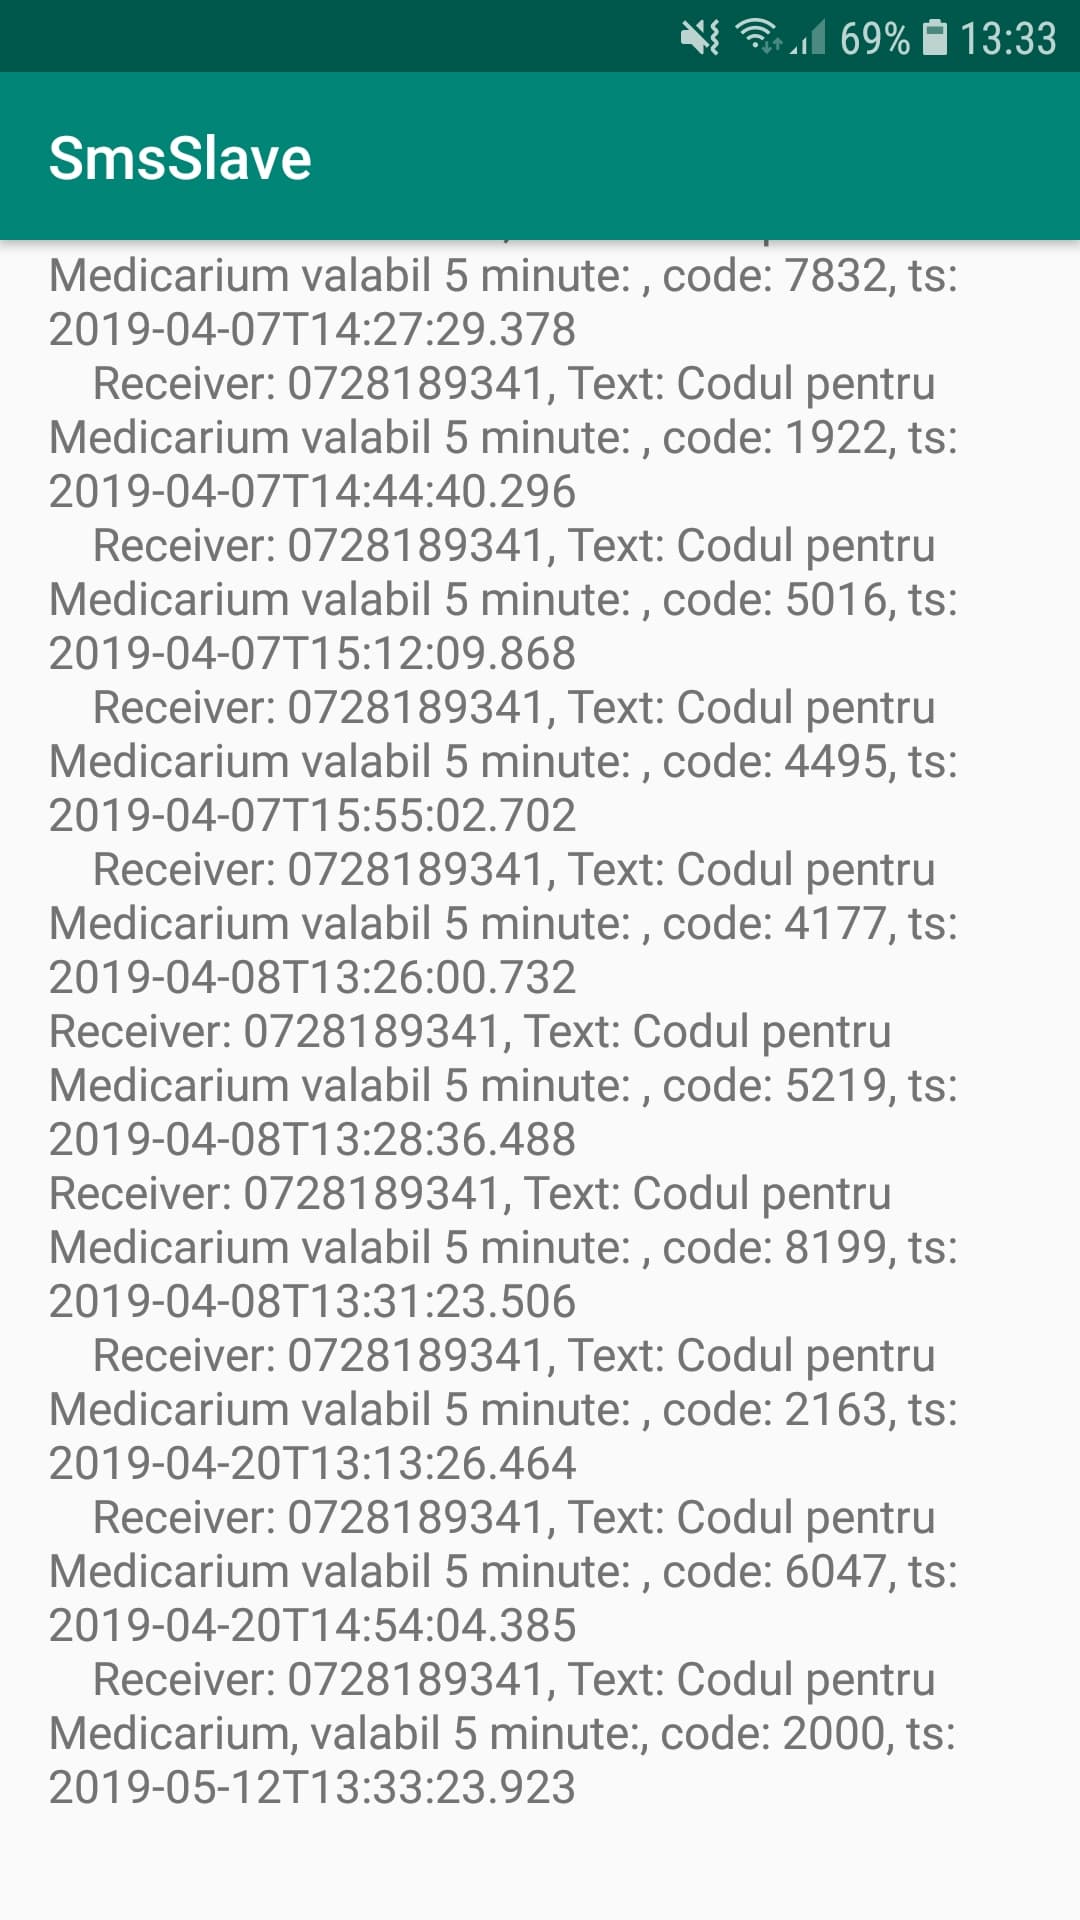 69% 13:33
SmsSlave
Medicarium valabil 5 minute: , code: 7832, ts:
2019-04-07T14:27:29.378
Receiver: 0728189341, Text: Codul pentru
Medicarium valabil 5 minute: , code: 1922, ts:
2019-04-07T14:44:40.296
Receiver: 0728189341, Text: Codul pentru
Medicarium valabil 5 minute: , code: 5016, ts:
2019-04-07T15:12:09.868
Receiver: 0728189341, Text: Codul pentru
Medicarium valabil 5 minute: , code: 4495, ts:
2019-04-07T15:55:02.702
Receiver: 0728189341, Text: Codul pentru
Medicarium valabil 5 minute: , code: 4177, ts:
2019-04-08T13:26:00.732
Receiver: 0728189341, Text: Codul pentru
Medicarium valabil 5 minute: , code: 5219, ts:
2019-04-08T13:28:36.488
Receiver: 0728189341, Text: Codul pentru
Medicarium valabil 5 minute: , code: 8199, ts:
2019-04-08T13:31:23.506
Receiver: 0728189341, Text: Codul pentru
Medicarium valabil 5 minute: , code: 2163, ts:
2019-04-20T13:13:26.464
Receiver: 0728189341, Text: Codul pentru
Medicarium valabil 5 minute: , code: 6047, ts:
2019-04-20T14:54:04.385
Receiver: 0728189341, Text: Codul pentru
Medicarium, valabil 5 minute:, code: 2000, ts:
2019-05-12T13:33:23.923